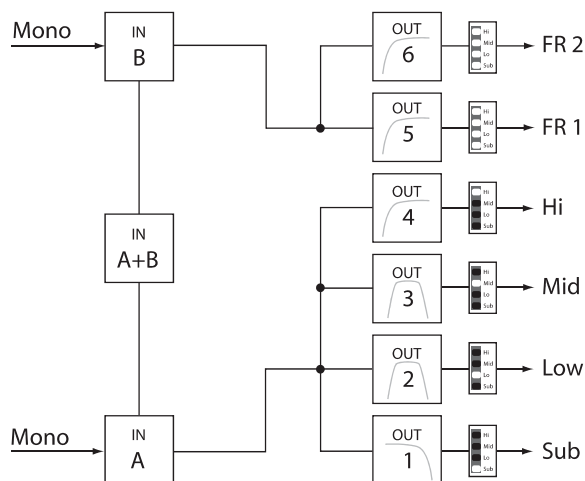 Mono
IN
B
OUT
6
Hi
Mid
Lo
Sub
FR 2
OUT
5
Hi
Mid
Lo
Sub
FR 1
IN
A+B
OUT
4
Hi
Mid
Lo
Sub
Hi
OUT
3
Hi
Mid
Lo
Sub
Mid
OUT
2
Hi
Mid
Lo
Sub
Low
Mono
IN
A
OUT
1
Hi
Mid
Lo
Sub
Sub